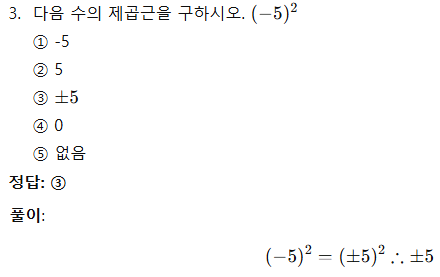 3. 다음 수의 제곱근을 구하시오. (−5)²
① -5
② 5
③ ±5
④ 0
⑤ 없음
정답: ③
풀이:
(−5)² = (±5)² ∴ ±5